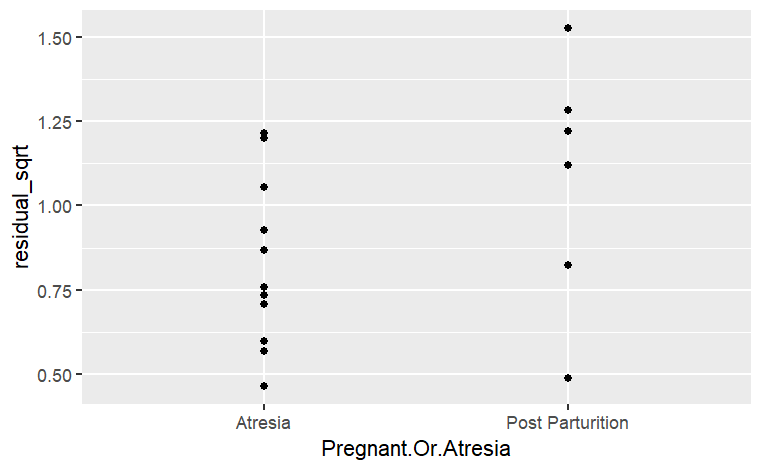 1.50
1.25
1.00
0.75
0.50
residual_sqrt
Atresia
Post Parturition
Pregnant.Or.Atresia